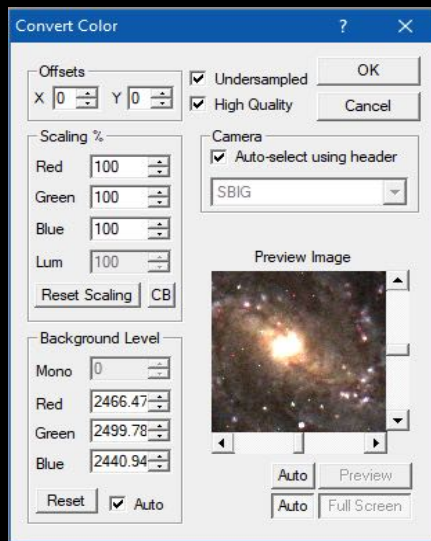 Convert Color
Offsets
X 0 Y 0
Undersampled
High Quality
OK
Cancel
Scaling %
Red 100
Green 100
Blue 100
Lum 100
Reset Scaling CB
Camera
Auto-select using header
SBIG
Background Level
Mono 0
Red 2466.47
Green 2499.78
Blue 2440.94
Reset Auto
Preview Image
Auto Preview
Auto Full Screen